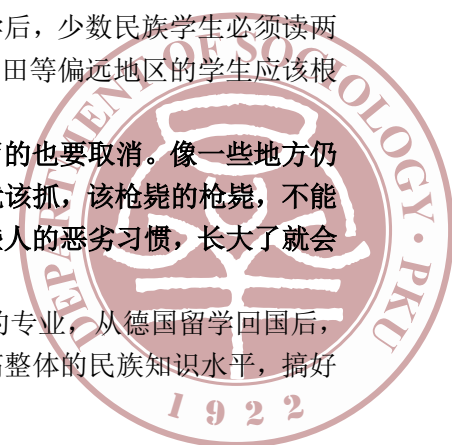 后，少数民族学生必须读两
田等偏远地区的学生应该根
的也要取消。像一些地方仍
该抓，该枪毙的枪毙，不能
人的恶劣习惯，长大了就会
的专业，从德国留学回国后，
整体的民族知识水平，搞好
DEPARTMENT OF SOCIOLOGY · PKU
1922